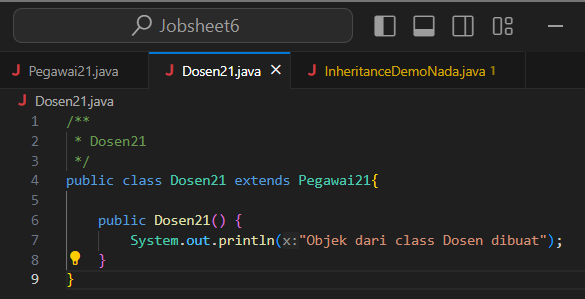 Jobsheet6
J Pegawai21.java J Dosen21.java × J InheritanceDemoNada.java 1
J Dosen21.java
1 /**
2 * Dosen21
3 */
4 public class Dosen21 extends Pegawai21{
5
6 public Dosen21() {
7 System.out.println(x:"Objek dari class Dosen dibuat");
8 }
9 }